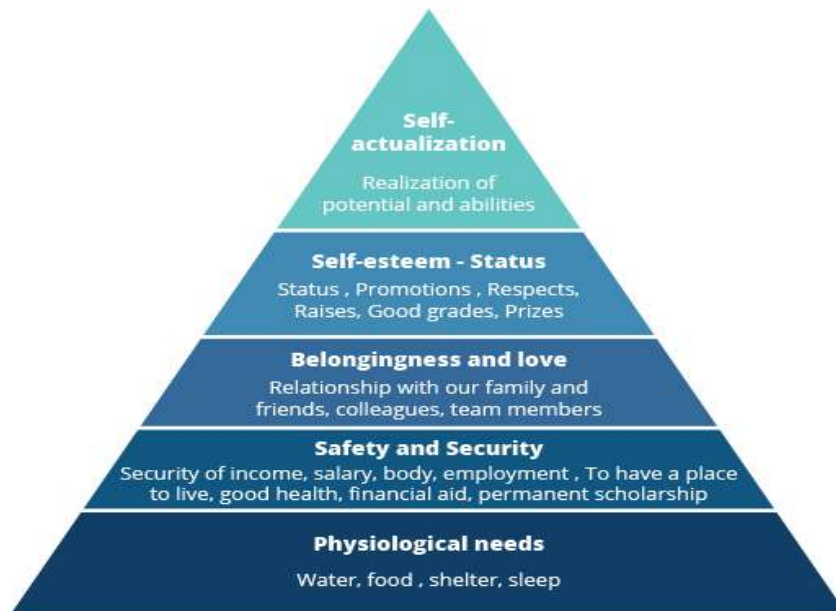 Self-
actualization
Realization of
potential and abilities
Self-esteem - Status
Status , Promotions , Respects,
Raises, Good grades, Prizes
Belongingness and love
Relationship with our family and
friends, colleagues, team members
Safety and Security
Security of income, salary, body, employment , To have a place
to live, good health, financial aid, permanent scholarship
Physiological needs
Water, food , shelter, sleep